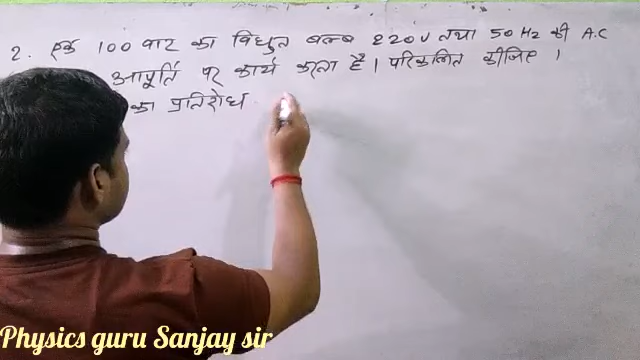 2. एक 100 वाट का विधुत बल्ब 220V तथा 50 Hz की A.C
आपूर्ति पर कार्य करता है । परिकलित कीजिए ।
का प्रतिरोध
Physics guru Sanjay sir